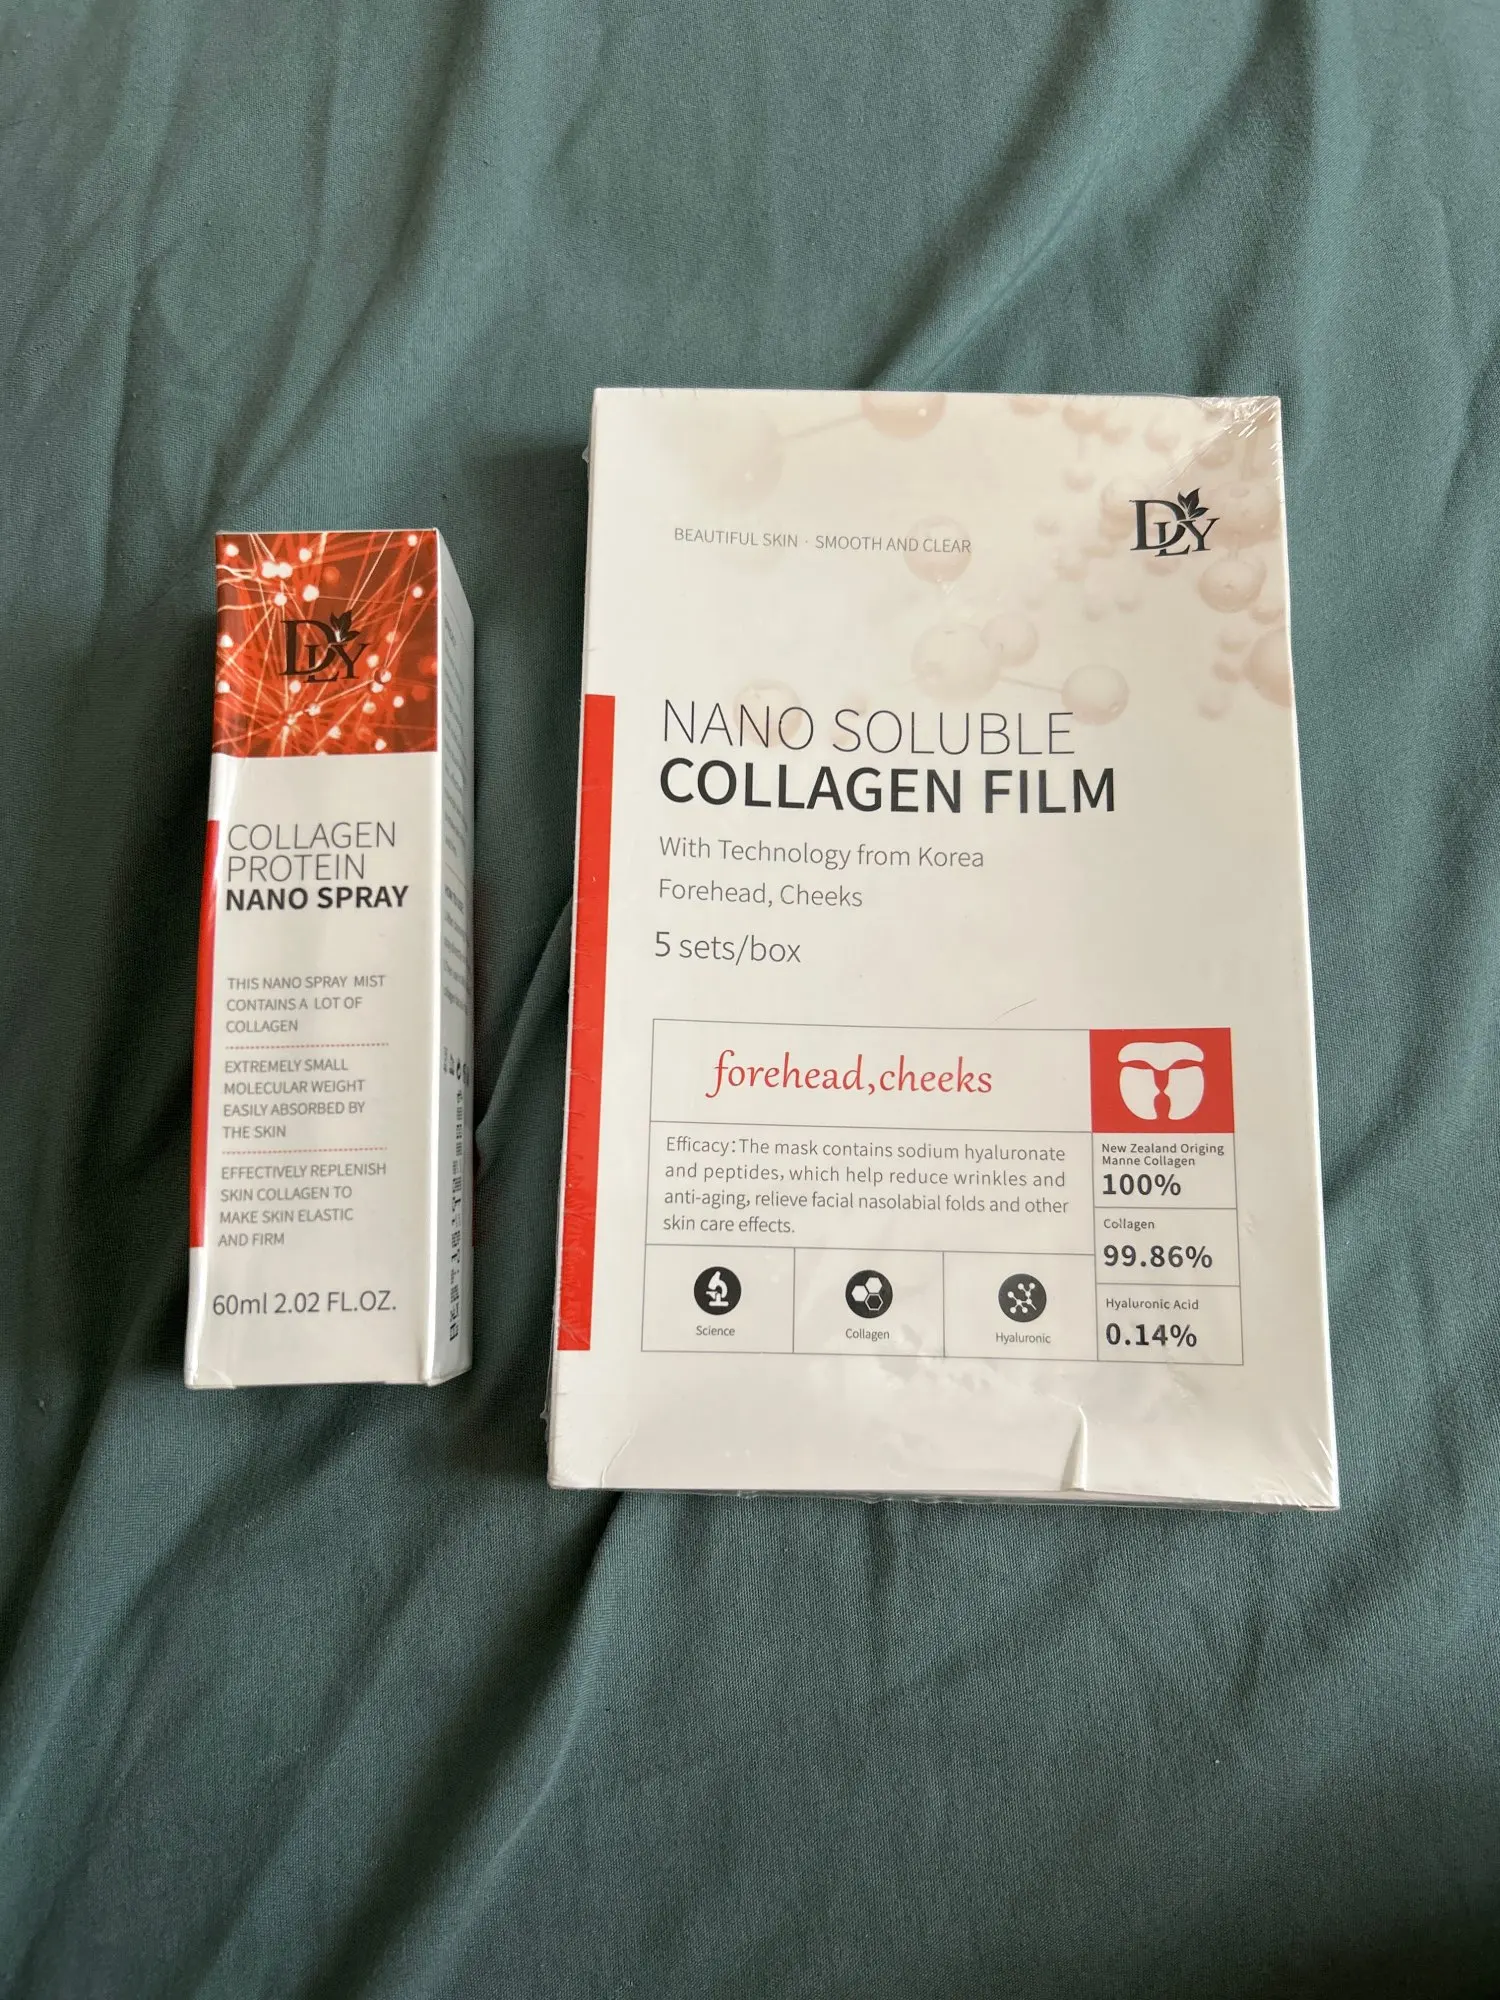 DLY
COLLAGEN
PROTEIN
NANO SPRAY
THIS NANO SPRAY MIST
CONTAINS A LOT OF
COLLAGEN
EXTREMELY SMALL
MOLECULAR WEIGHT
EASILY ABSORBED BY
THE SKIN
EFFECTIVELY REPLENISH
SKIN COLLAGEN TO
MAKE SKIN ELASTIC
AND FIRM
60ml 2.02 FL.OZ.
BEAUTIFUL SKIN · SMOOTH AND CLEAR
DLY
NANO SOLUBLE
COLLAGEN FILM
With Technology from Korea
Forehead, Cheeks
5 sets/box
forehead,cheeks
Efficacy:The mask contains sodium hyaluronate
and peptides, which help reduce wrinkles and
anti-aging, relieve facial nasolabial folds and other
skin care effects.
Science
Collagen
Hyaluronic
New Zealand Origing
Manne Collagen
100%
Collagen
99.86%
Hyaluronic Acid
0.14%